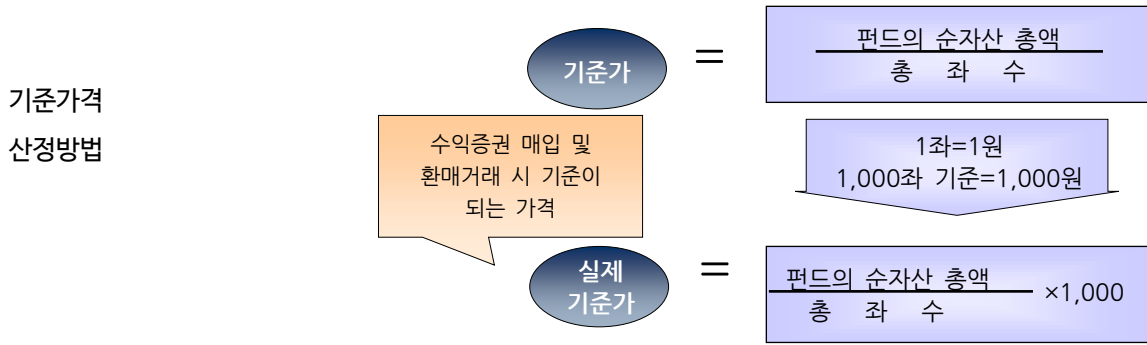 기준가격
산정방법
기준가
=
펀드의 순자산 총액
총 좌 수
수익증권 매입 및
환매거래 시 기준이
되는 가격
1좌=1원
1,000좌 기준=1,000원
실제
기준가
=
펀드의 순자산 총액
총 좌 수
×1,000